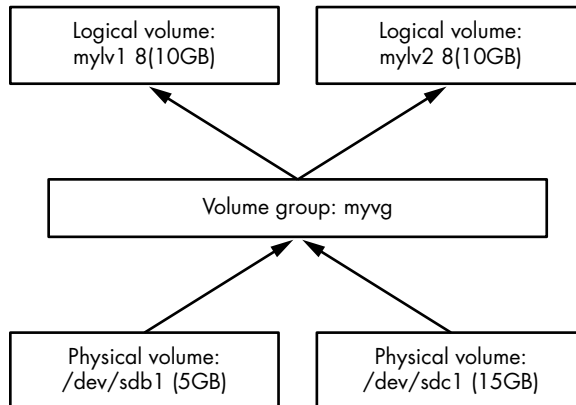 Logical volume:
mylv1 8(10GB)
Logical volume:
mylv2 8(10GB)
Volume group: myvg
Physical volume:
/dev/sdb1 (5GB)
Physical volume:
/dev/sdc1 (15GB)